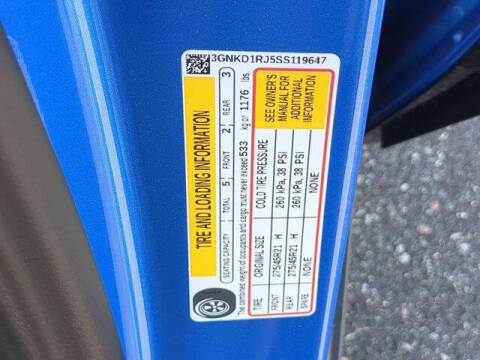 3GNKD1RJ5SS119647
TIRE AND LOADING INFORMATION
SEATING CAPACITY TOTAL 5 FRONT 2 REAR 3
The combined weight of occupants and cargo must never exceed 533 kg or 1176 lbs.
TIRE ORIGINAL SIZE COLD TIRE PRESSURE
FRONT 275/45R21 H 260 kPa, 38 PSI
REAR 275/45R21 H 260 kPa, 38 PSI
SPARE NONE NONE
SEE OWNER'S
MANUAL FOR
ADDITIONAL
INFORMATION